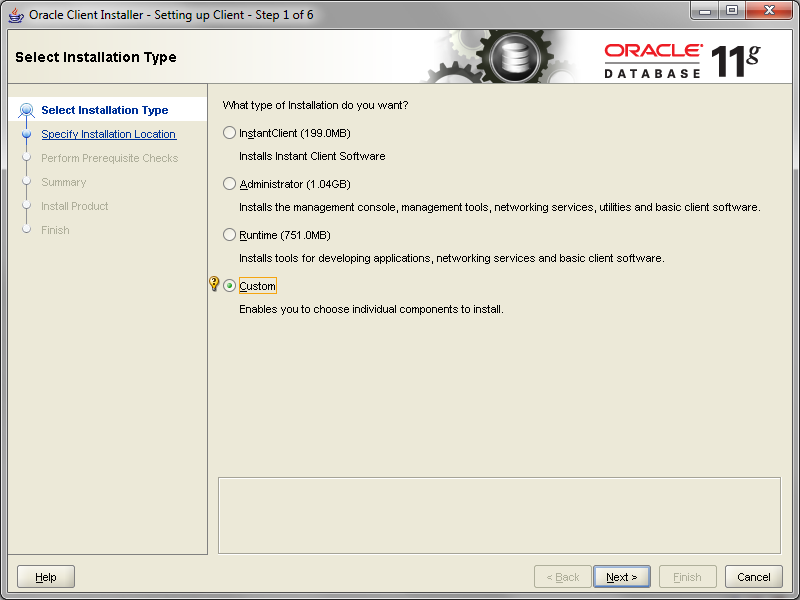 Oracle Client Installer - Setting up Client - Step 1 of 6
Select Installation Type
ORACLE
DATABASE 11g
Select Installation Type
Specify Installation Location
Perform Prerequisite Checks
Summary
Install Product
Finish
What type of Installation do you want?
InstantClient (199.0MB)
Installs Instant Client Software
Administrator (1.04GB)
Installs the management console, management tools, networking services, utilities and basic client software.
Runtime (751.0MB)
Installs tools for developing applications, networking services and basic client software.
Custom
Enables you to choose individual components to install.
Help
< Back
Next >
Finish
Cancel